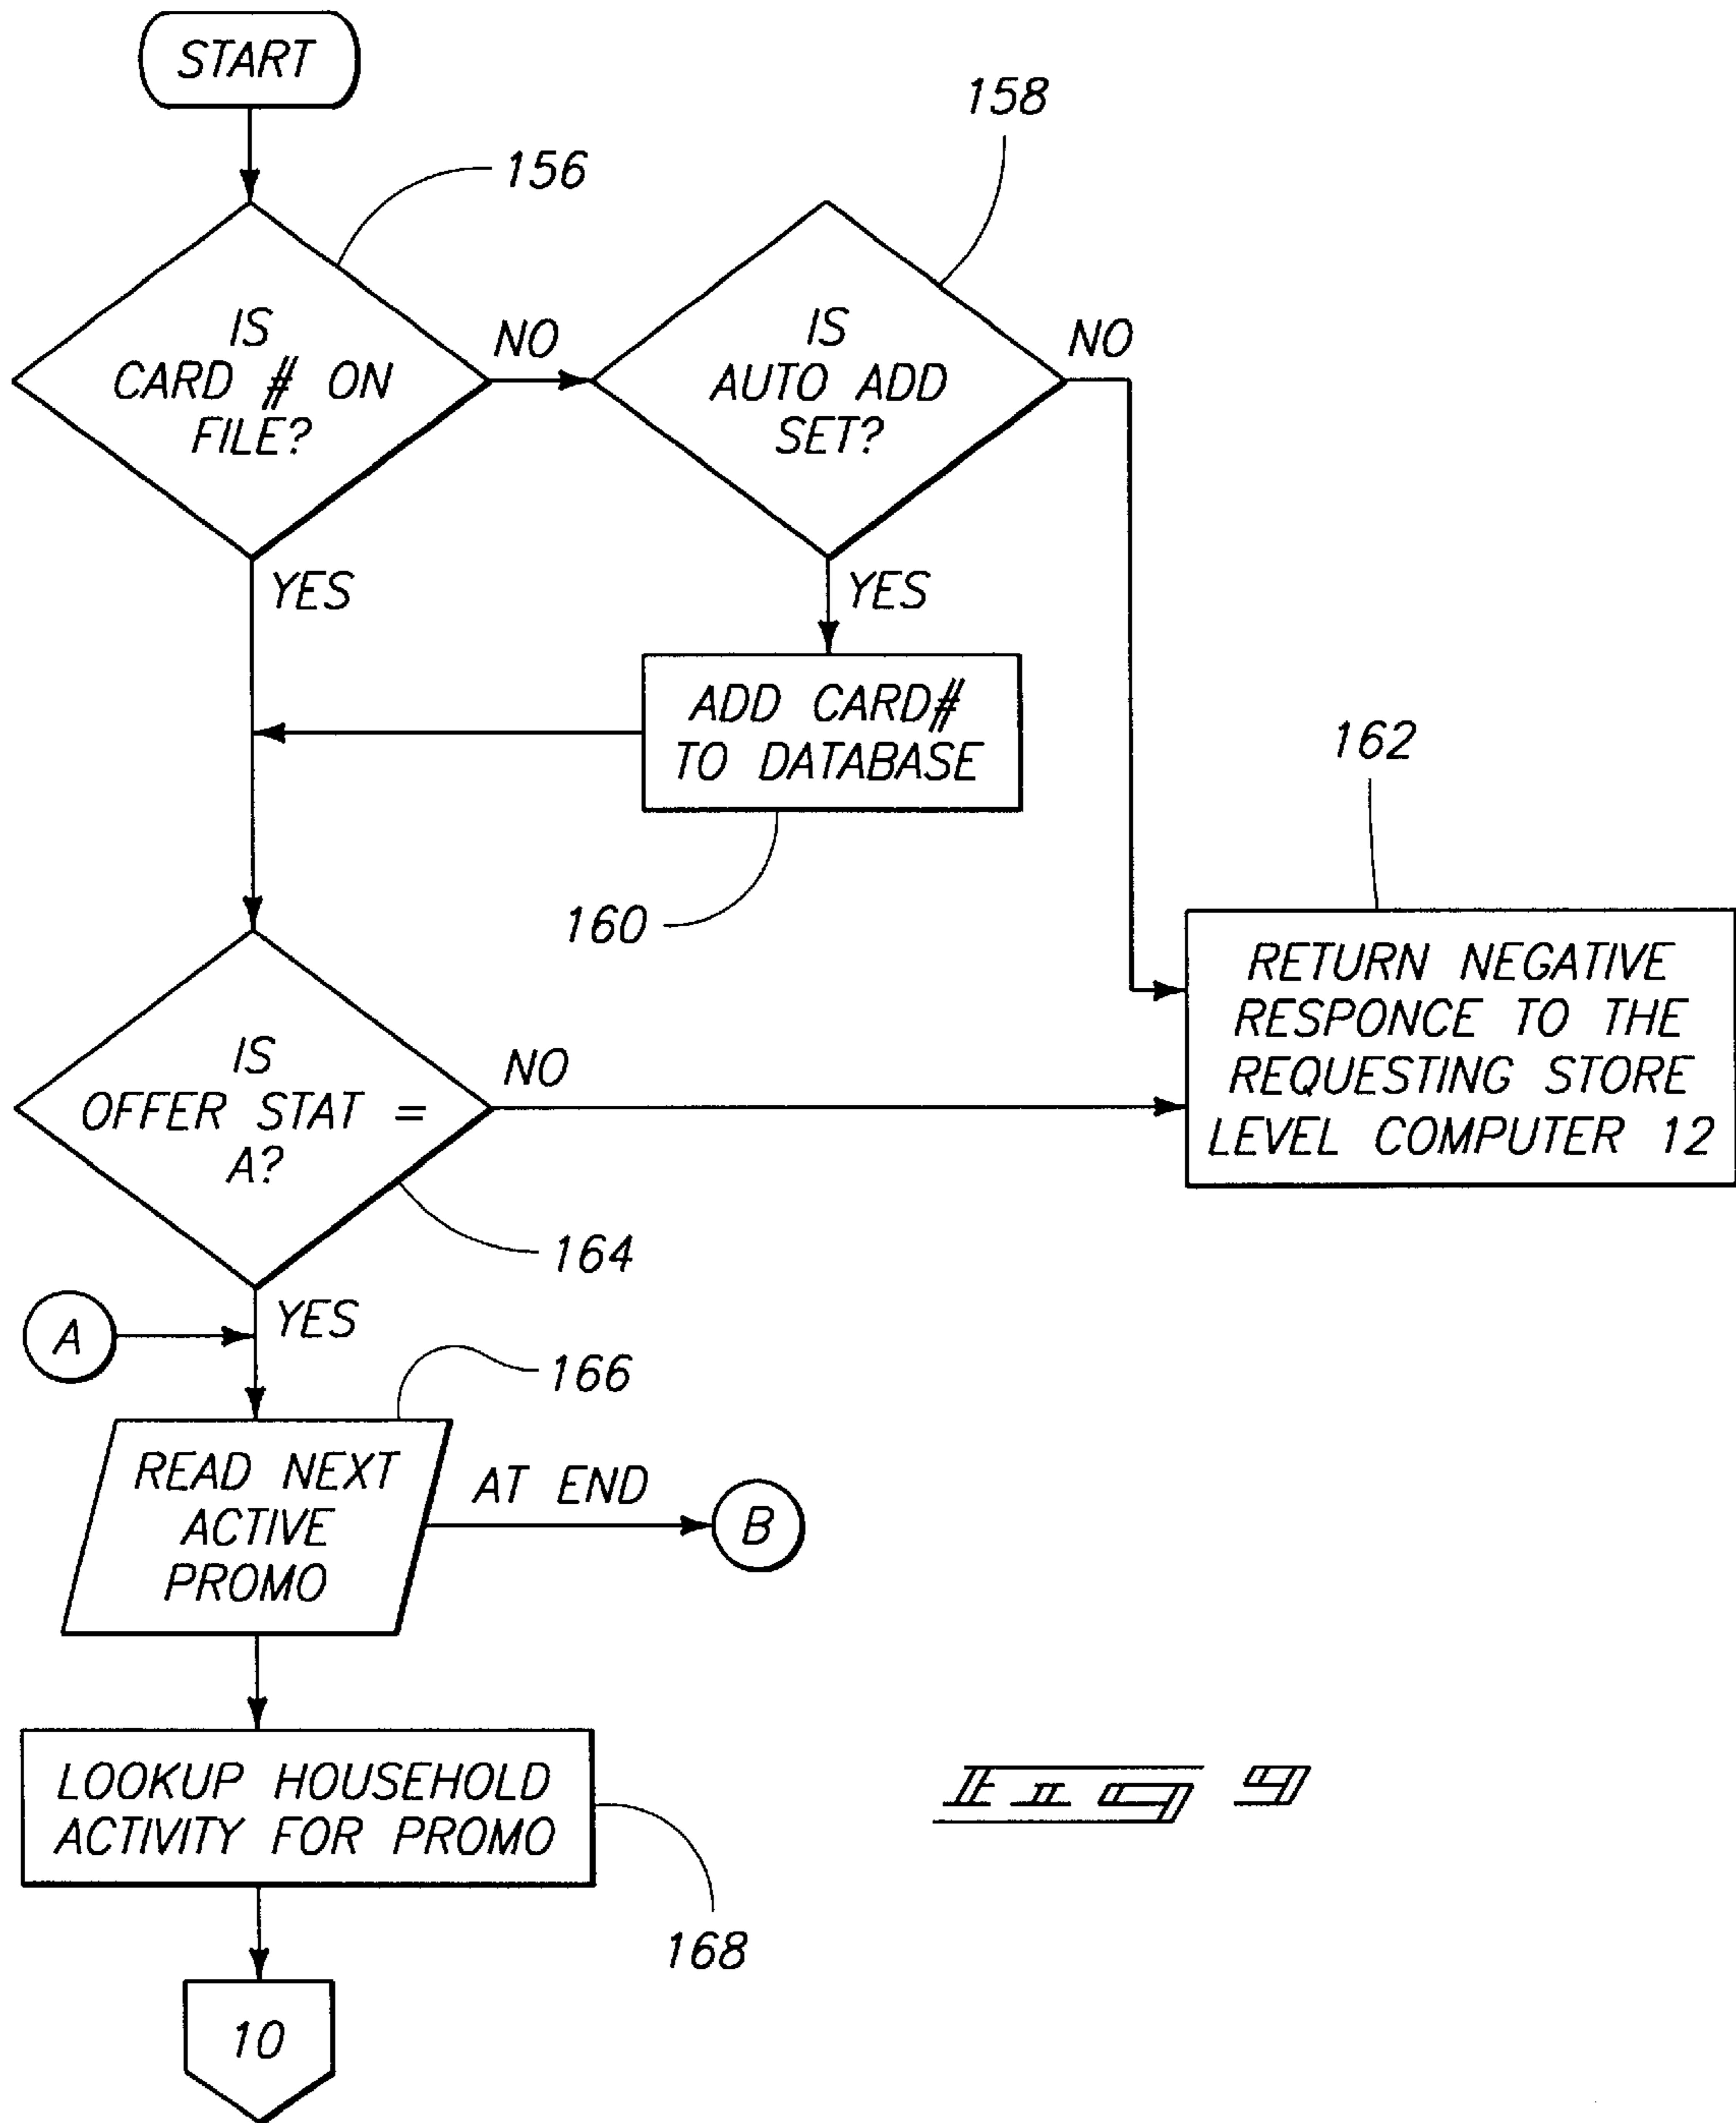 START
158
156
IS
CARD # ON
FILE?
NO
IS
AUTO ADD
SET?
NO
YES
YES
ADD CARD#
TO DATABASE
162
160
RETURN NEGATIVE
RESPONCE TO THE
REQUESTING STORE
LEVEL COMPUTER 12
IS
OFFER STAT =
A?
NO
164
A
YES
166
READ NEXT
ACTIVE
PROMO
AT END
B
LOOKUP HOUSEHOLD
ACTIVITY FOR PROMO
168
Fig 9
10